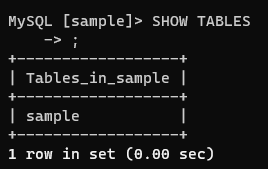 MySQL [sample]> SHOW TABLES
    -> ;
+------------------+
| Tables_in_sample |
+------------------+
| sample           |
+------------------+
1 row in set (0.00 sec)